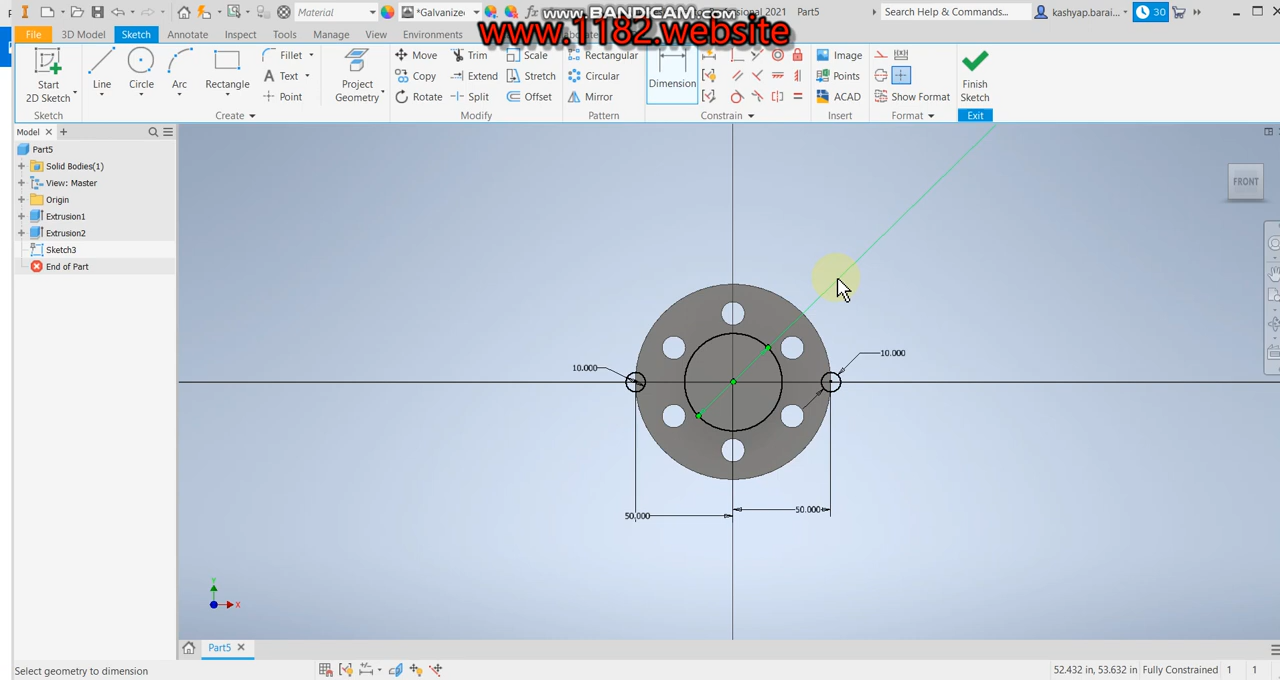 www.BANDICAM.com
www.1182.website
Material
*Galvanized
Professional 2021 Part5
Search Help & Commands...
kashyap.barai...
30
File
3D Model
Sketch
Annotate
Inspect
Tools
Manage
View
Environments
Start
2D Sketch
Line
Circle
Arc
Rectangle
Fillet
Text
Point
Project
Geometry
Move
Copy
Rotate
Trim
Extend
Split
Scale
Stretch
Offset
Rectangular
Circular
Mirror
Dimension
Image
Points
ACAD
Show Format
Finish
Sketch
Sketch
Create
Modify
Pattern
Constrain
Insert
Format
Exit
Model
Part5
Solid Bodies(1)
View: Master
Origin
Extrusion1
Extrusion2
Sketch3
End of Part
FRONT
10.000
10.000
50.000
50.000
Y
X
Part5
Select geometry to dimension
52.432 in, 53.632 in Fully Constrained 1 1